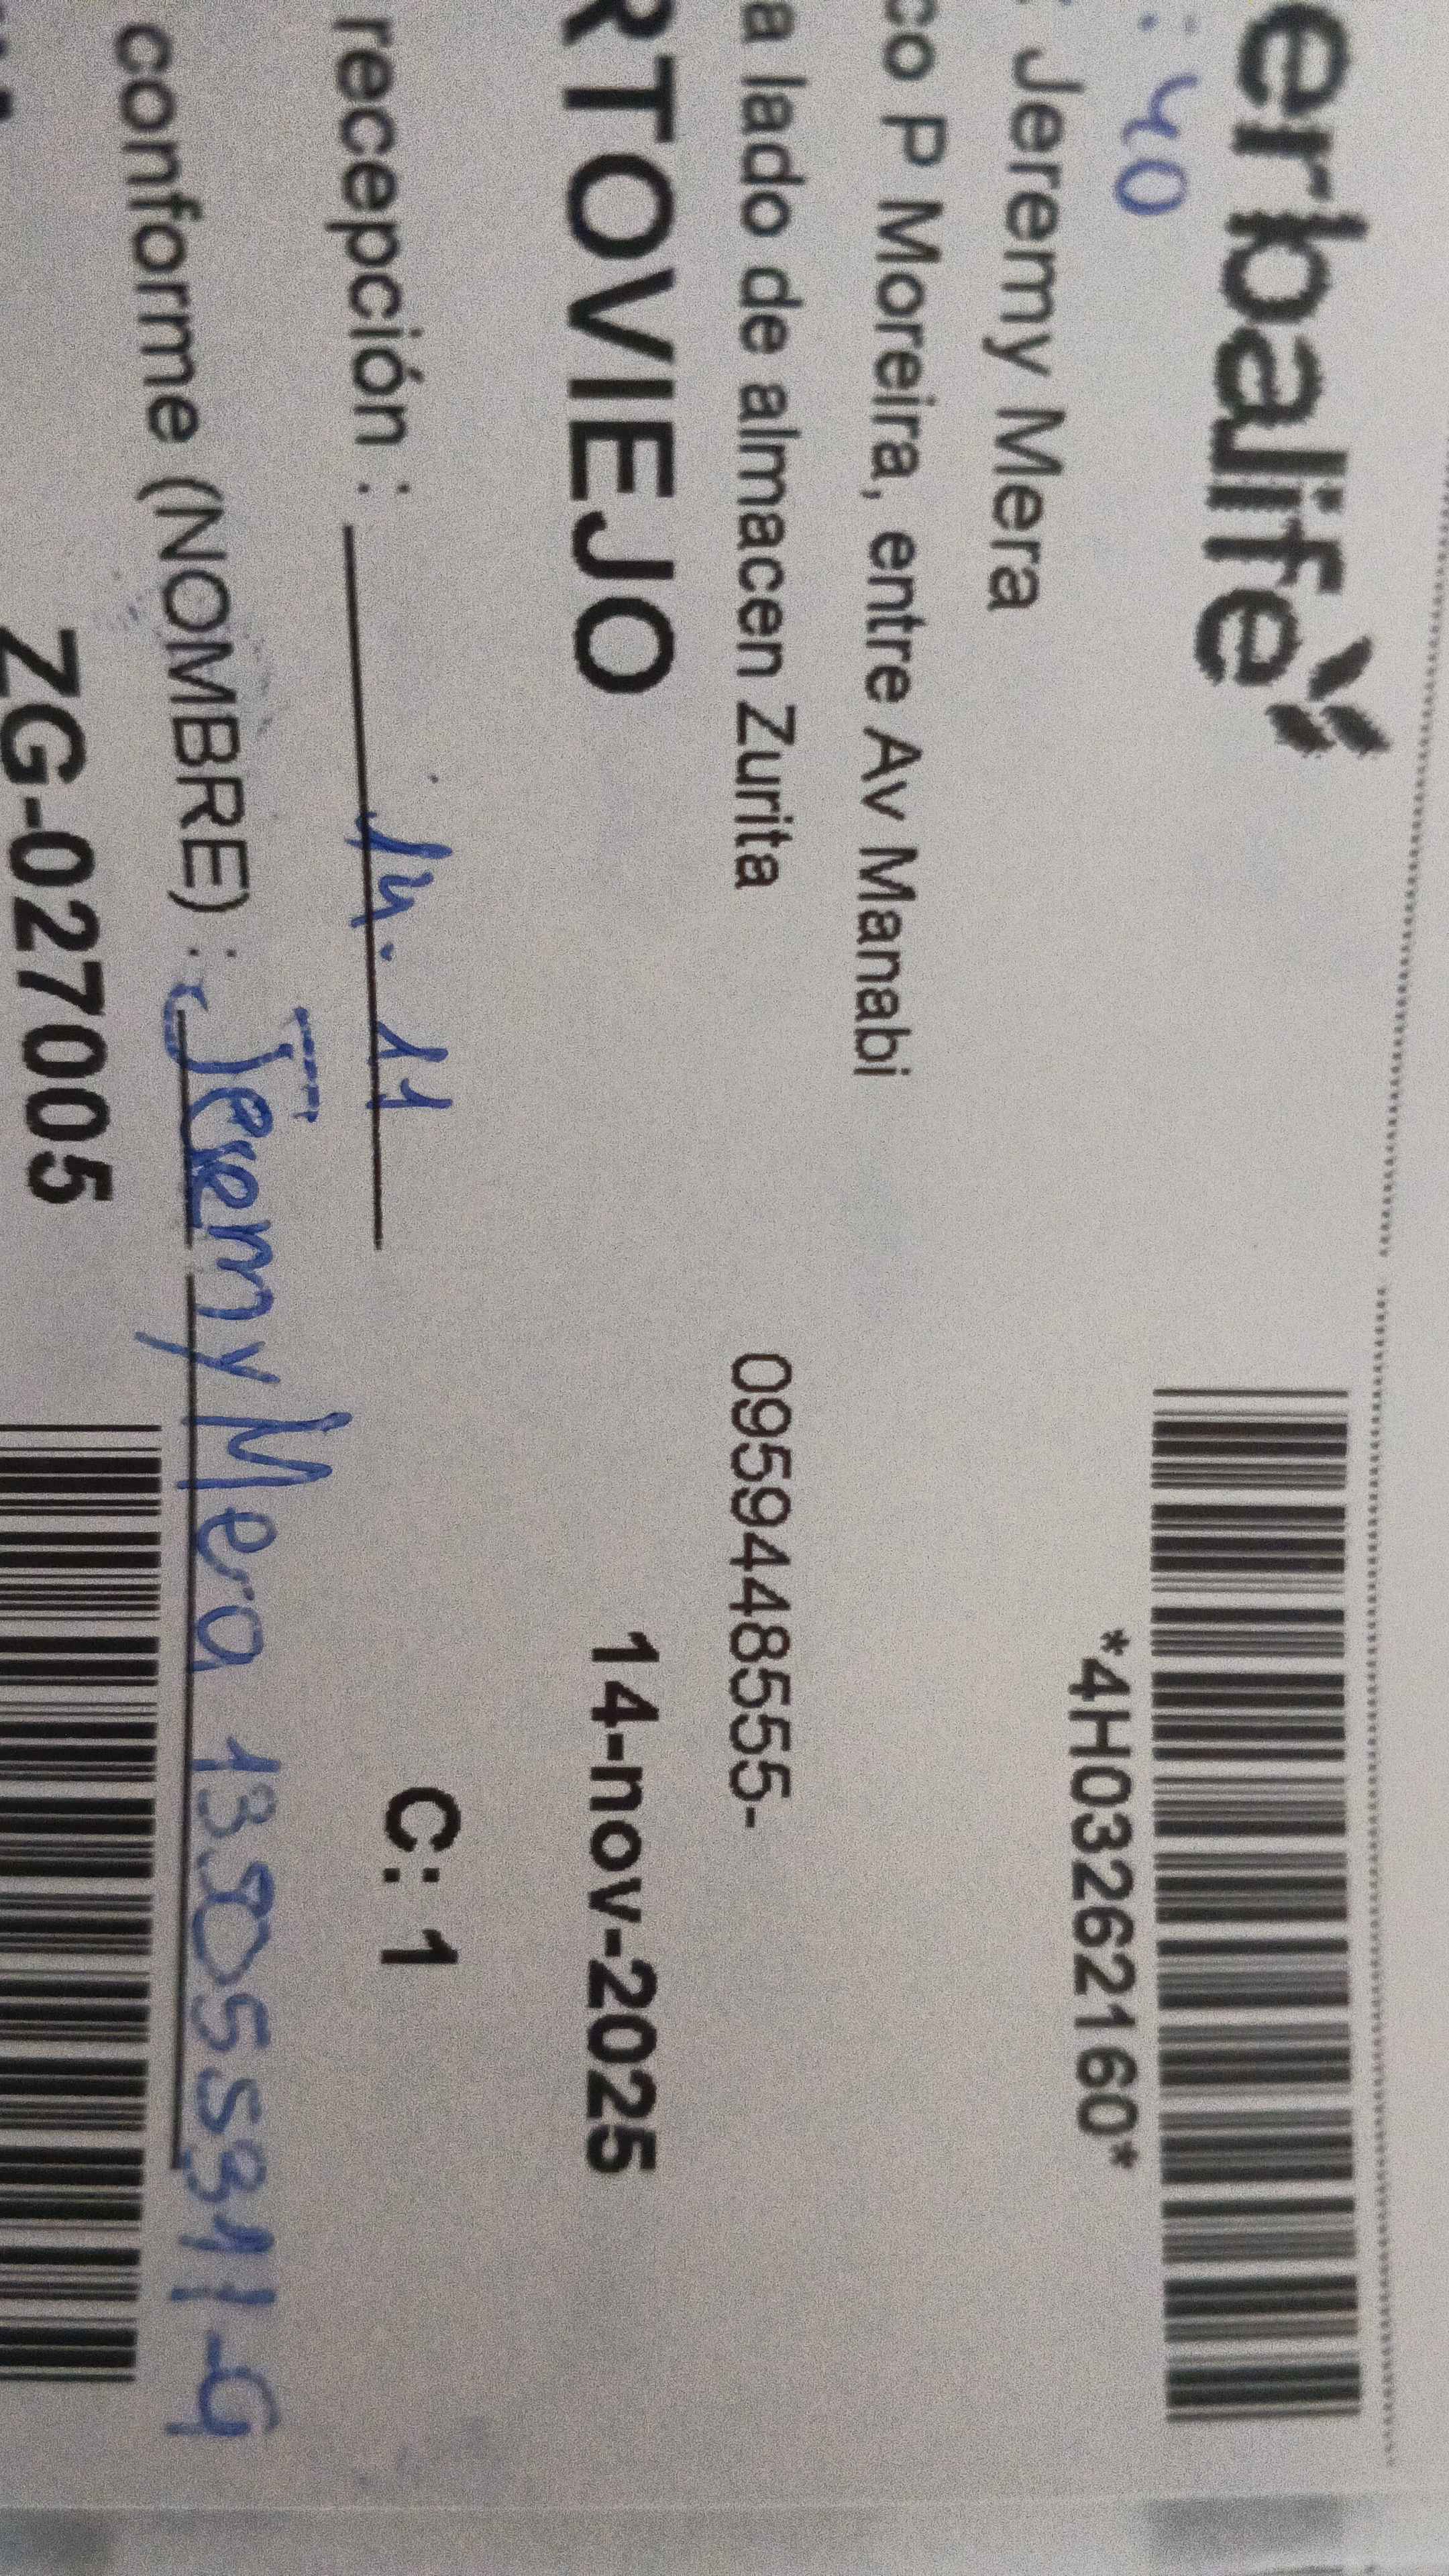 erbalife
: 40
*4H032662160*
: Jeremy Mera
co P Moreira, entre Av Manabi
a lado de almacen Zurita 0959448555-
RTOVIEJO 14-nov-2025
recepción : 14. 11 C: 1
conforme (NOMBRE) : Jeremy Mera
ZG-027005